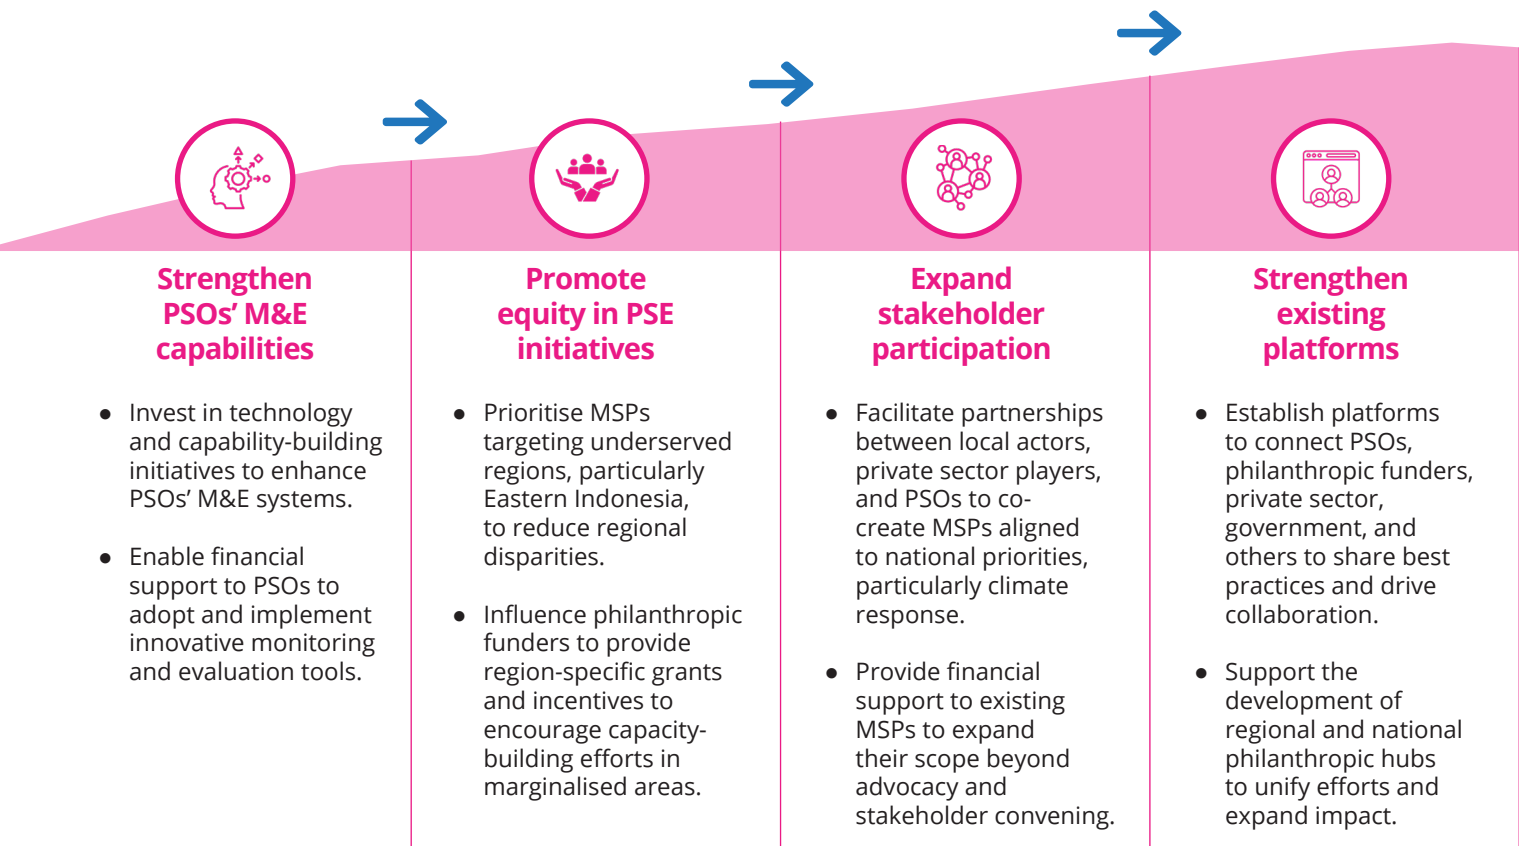 Strengthen
PSOs’ M&E
capabilities
● Invest in technology
and capability-building
initiatives to enhance
PSOs’ M&E systems.
● Enable financial
support to PSOs to
adopt and implement
innovative monitoring
and evaluation tools.
Promote
equity in PSE
initiatives
● Prioritise MSPs
targeting underserved
regions, particularly
Eastern Indonesia,
to reduce regional
disparities.
● Influence philanthropic
funders to provide
region-specific grants
and incentives to
encourage capacity-
building efforts in
marginalised areas.
Expand
stakeholder
participation
● Facilitate partnerships
between local actors,
private sector players,
and PSOs to co-
create MSPs aligned
to national priorities,
particularly climate
response.
● Provide financial
support to existing
MSPs to expand
their scope beyond
advocacy and
stakeholder convening.
Strengthen
existing
platforms
● Establish platforms
to connect PSOs,
philanthropic funders,
private sector,
government, and
others to share best
practices and drive
collaboration.
● Support the
development of
regional and national
philanthropic hubs
to unify efforts and
expand impact.